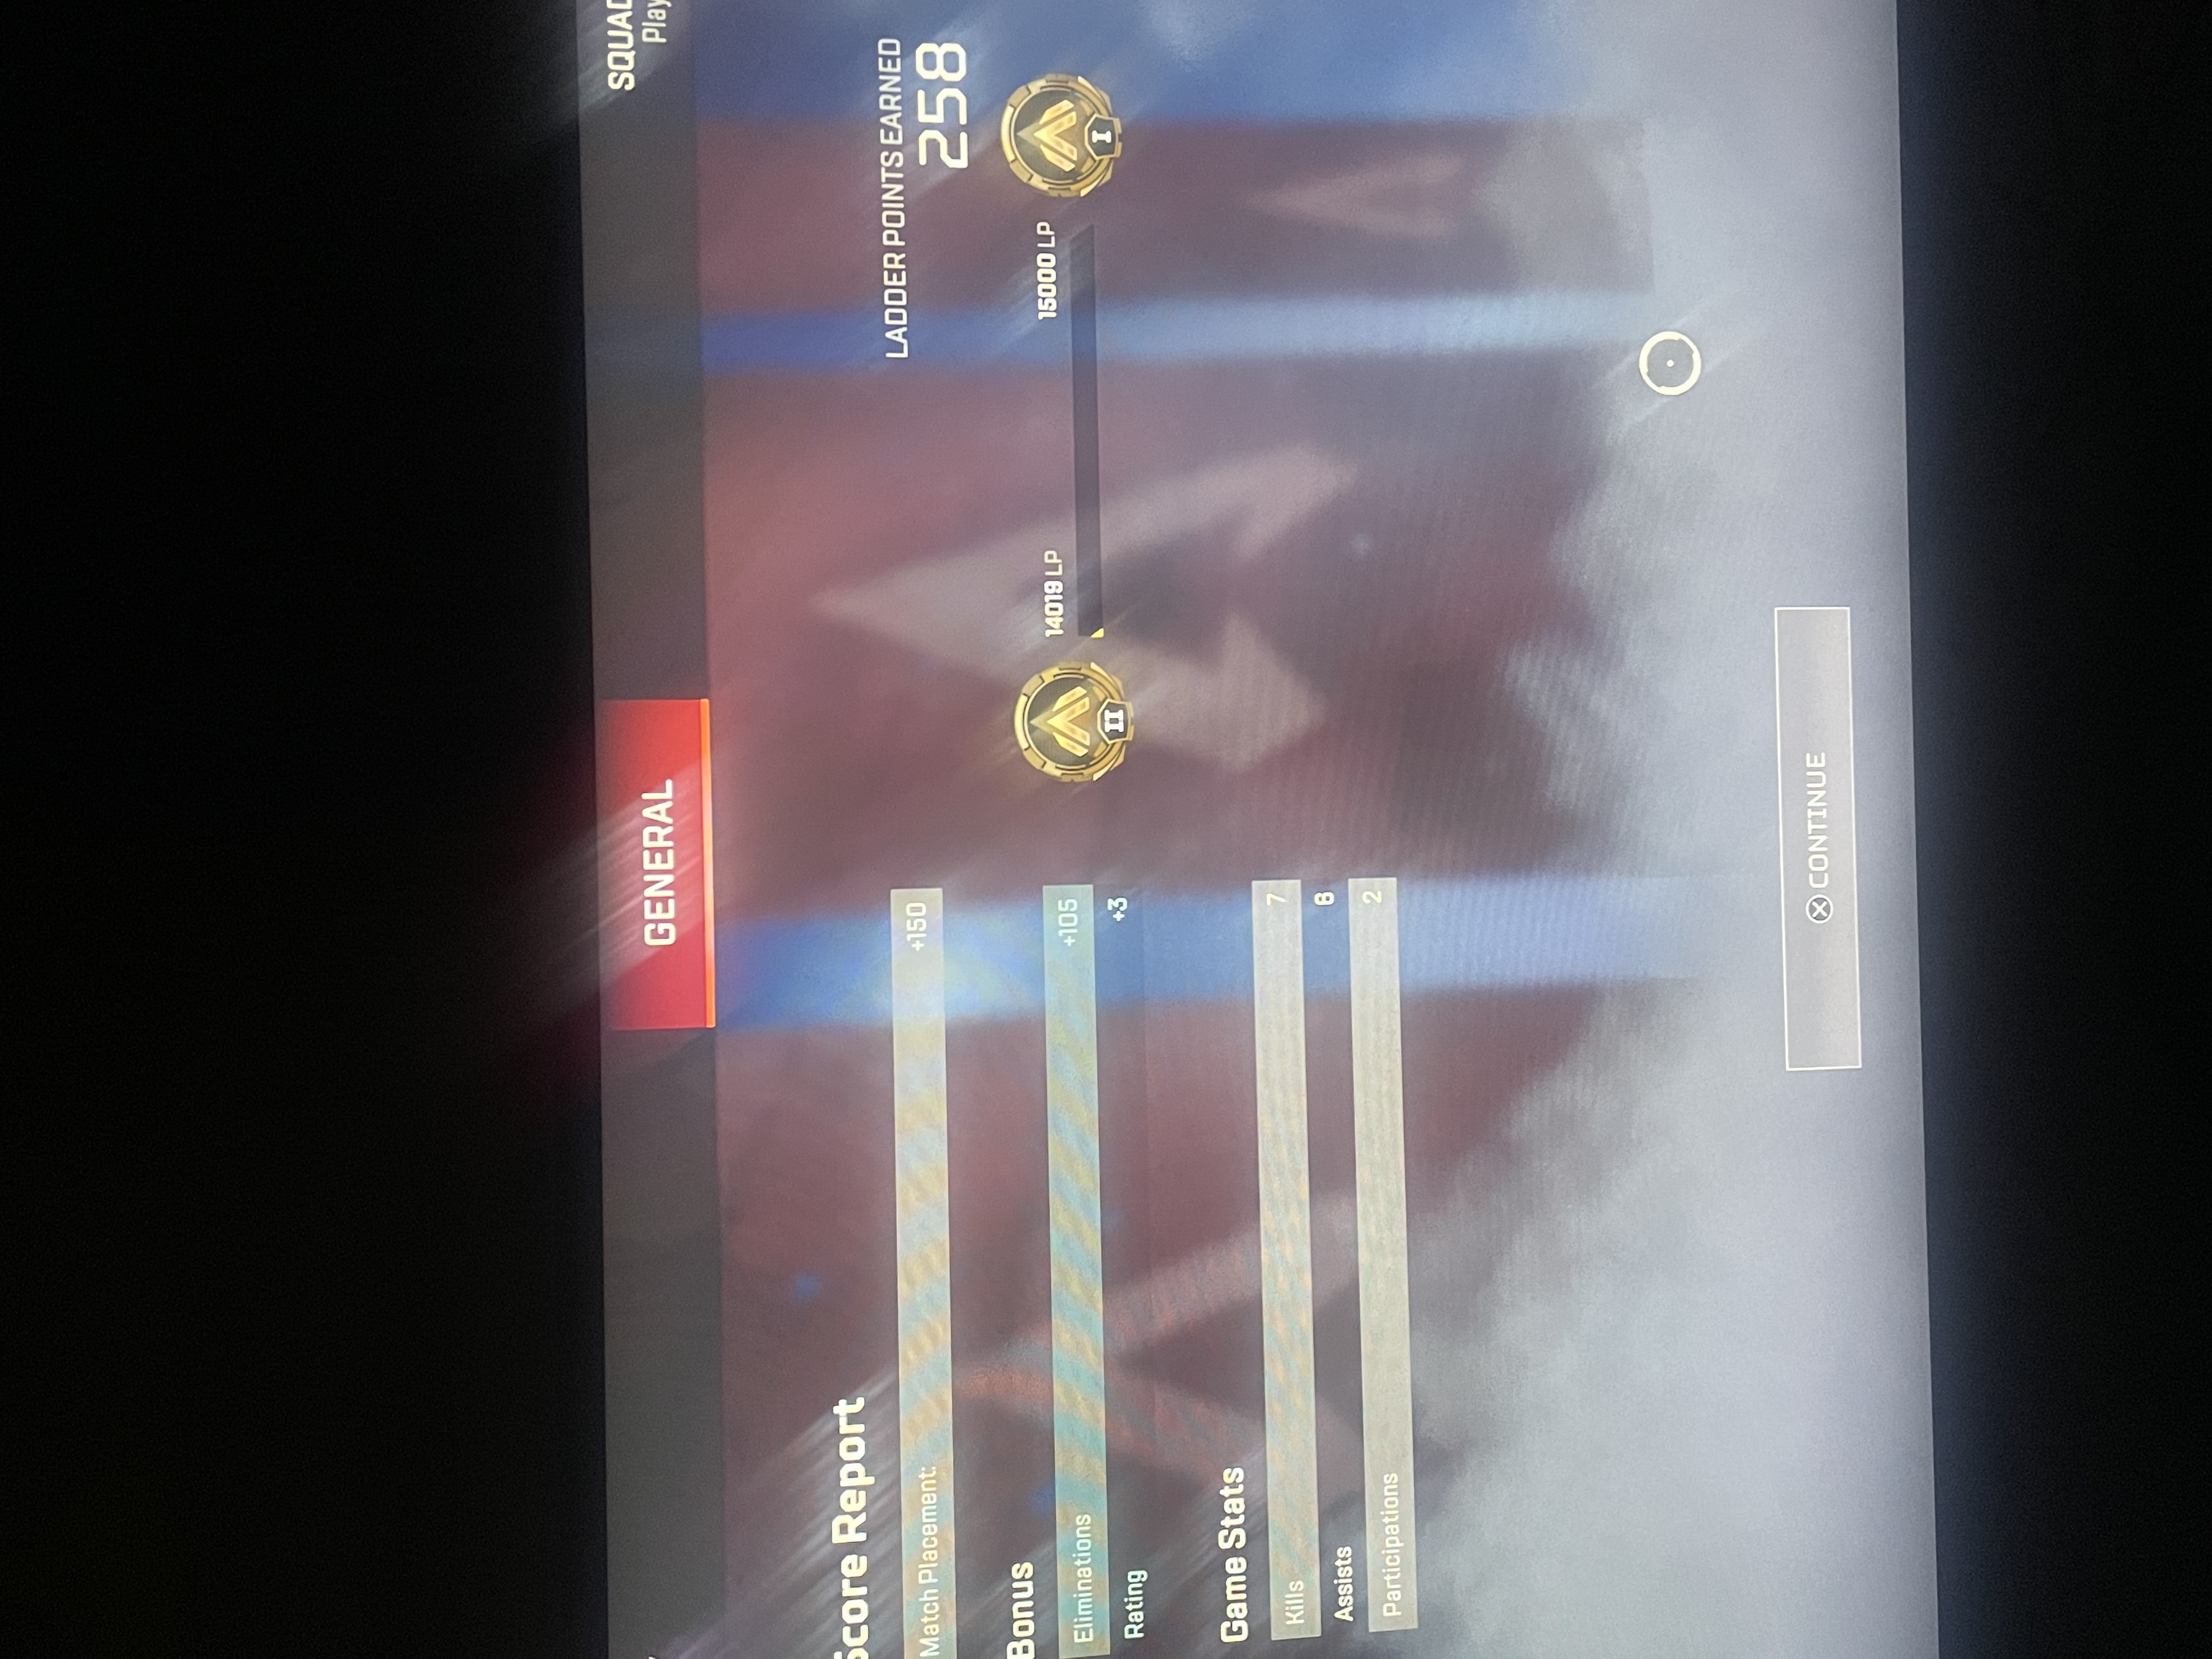 GENERAL
SQUAD
Play
Score Report
Match Placement: +150
Bonus
Eliminations +105
Rating +3
Game Stats
Kills 7
Assists 6
Participations 2
LADDER POINTS EARNED
258
14019 LP 15000 LP
II I
CONTINUE